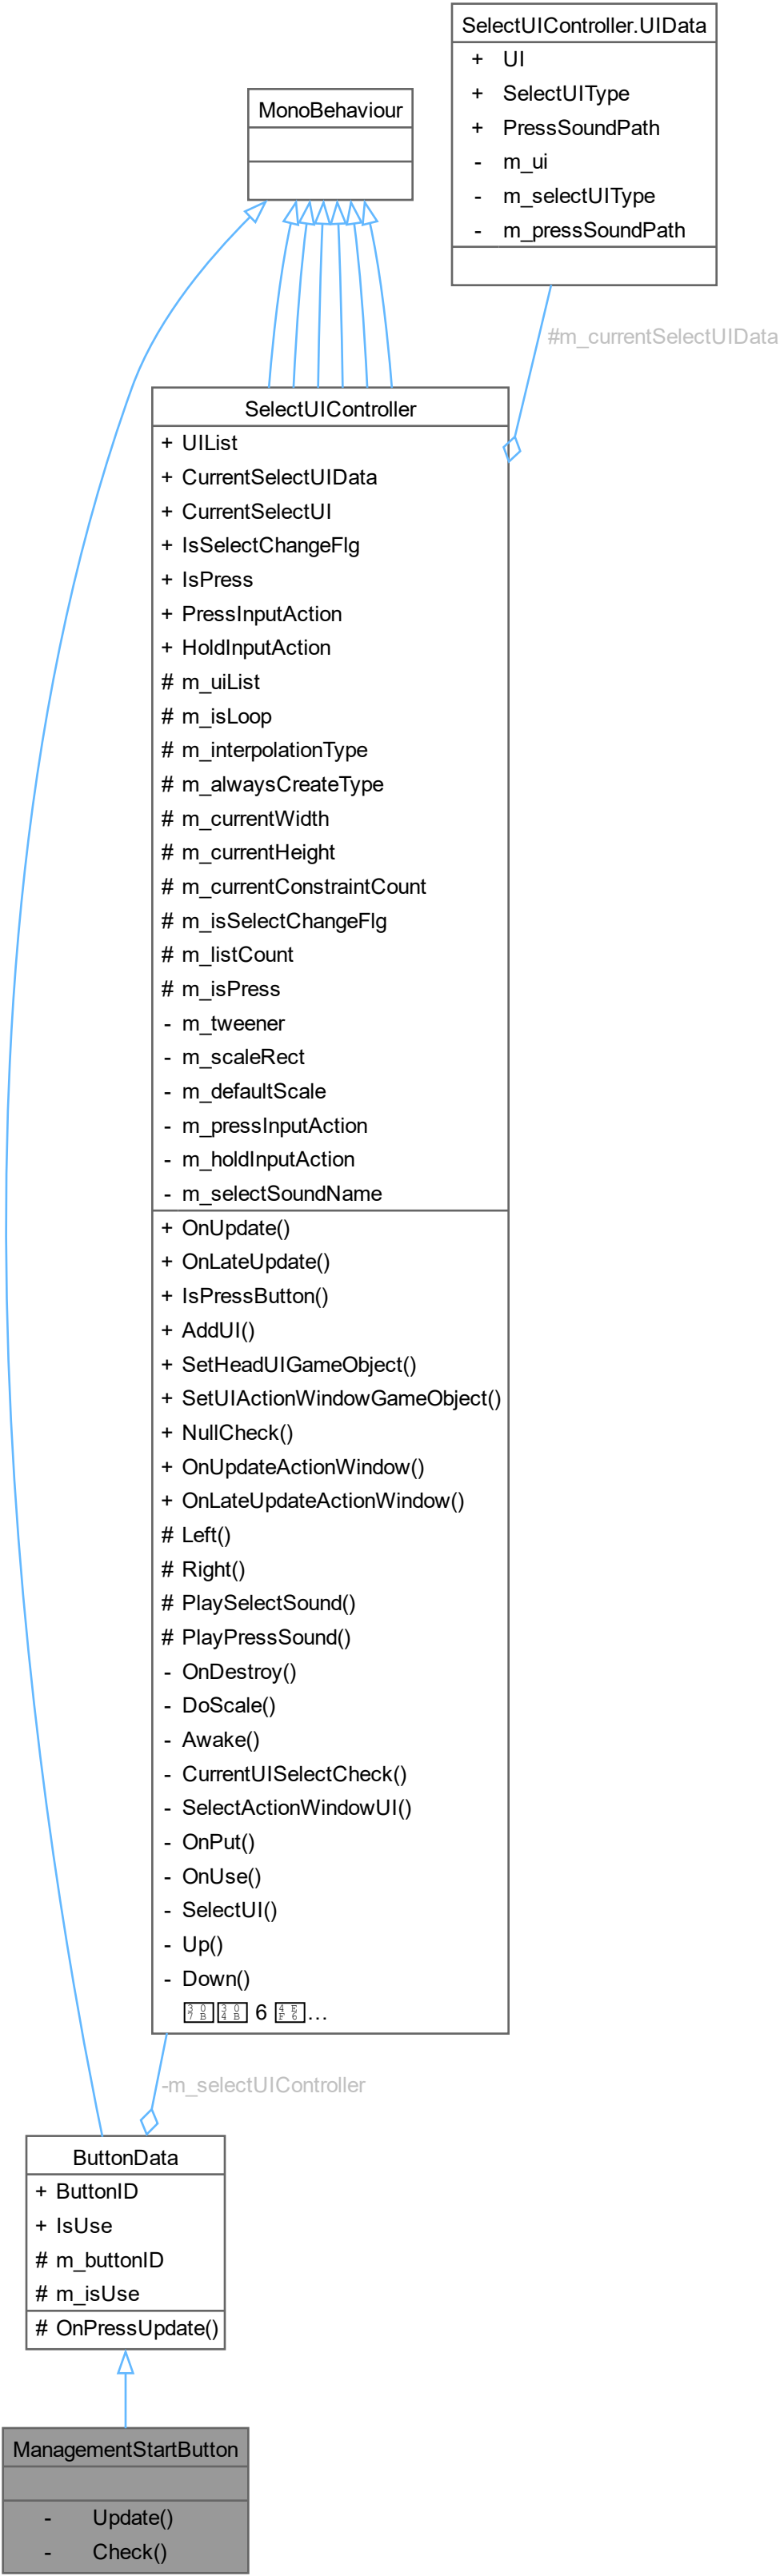 SelectUIController.UIData
+ UI
+ SelectUIType
+ PressSoundPath
- m_ui
- m_selectUIType
- m_pressSoundPath
MonoBehaviour
#m_currentSelectUIData
SelectUIController
+ UIList
+ CurrentSelectUIData
+ CurrentSelectUI
+ IsSelectChangeFlg
+ IsPress
+ PressInputAction
+ HoldInputAction
# m_uiList
# m_isLoop
# m_interpolationType
# m_alwaysCreateType
# m_currentWidth
# m_currentHeight
# m_currentConstraintCount
# m_isSelectChangeFlg
# m_listCount
# m_isPress
- m_tweener
- m_scaleRect
- m_defaultScale
- m_pressInputAction
- m_holdInputAction
- m_selectSoundName
+ OnUpdate()
+ OnLateUpdate()
+ IsPressButton()
+ AddUI()
+ SetHeadUIGameObject()
+ SetUIActionWindowGameObject()
+ NullCheck()
+ OnUpdateActionWindow()
+ OnLateUpdateActionWindow()
# Left()
# Right()
# PlaySelectSound()
# PlayPressSound()
- OnDestroy()
- DoScale()
- Awake()
- CurrentUISelectCheck()
- SelectActionWindowUI()
- OnPut()
- OnUse()
- SelectUI()
- Up()
- Down()
6 ...
-m_selectUIController
ButtonData
+ ButtonID
+ IsUse
# m_buttonID
# m_isUse
# OnPressUpdate()
ManagementStartButton
- Update()
- Check()